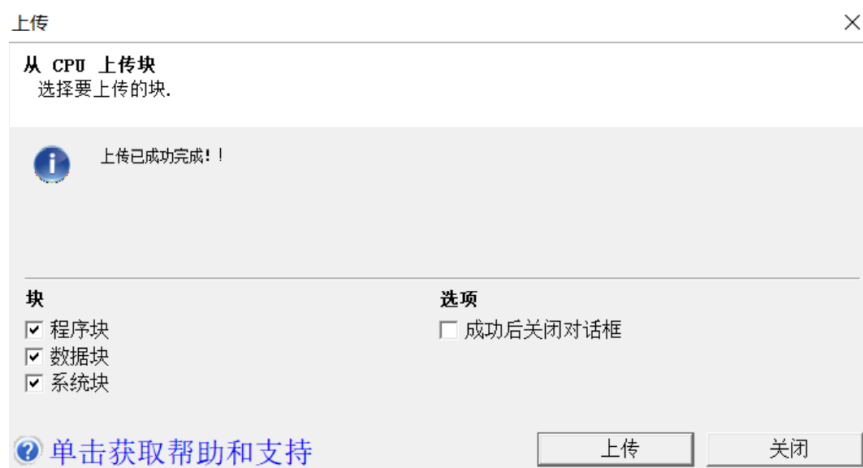 上传
从 CPU 上传块
选择要上传的块.
上传已成功完成!!
块
选项
程序块
成功后关闭对话框
数据块
系统块
单击获取帮助和支持
上传
关闭